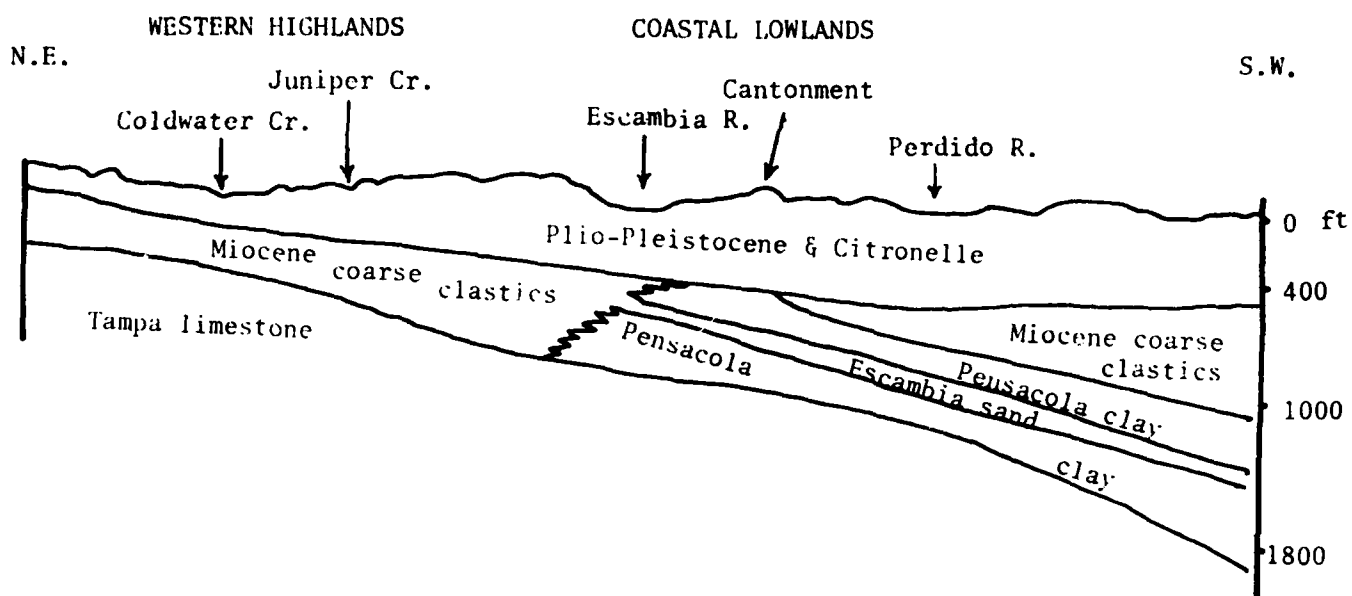 WESTERN HIGHLANDS
COASTAL LOWLANDS
N.E.
S.W.
Juniper Cr.
Cantonment
Coldwater Cr.
Escambia R.
Perdido R.
0 ft
Plio-Pleistocene & Citronelle
Miocene coarse clastics
400
Tampa limestone
Pensacola
Miocene coarse
clastics
Escambia sand
Peusacola clay
1000
clay
1800